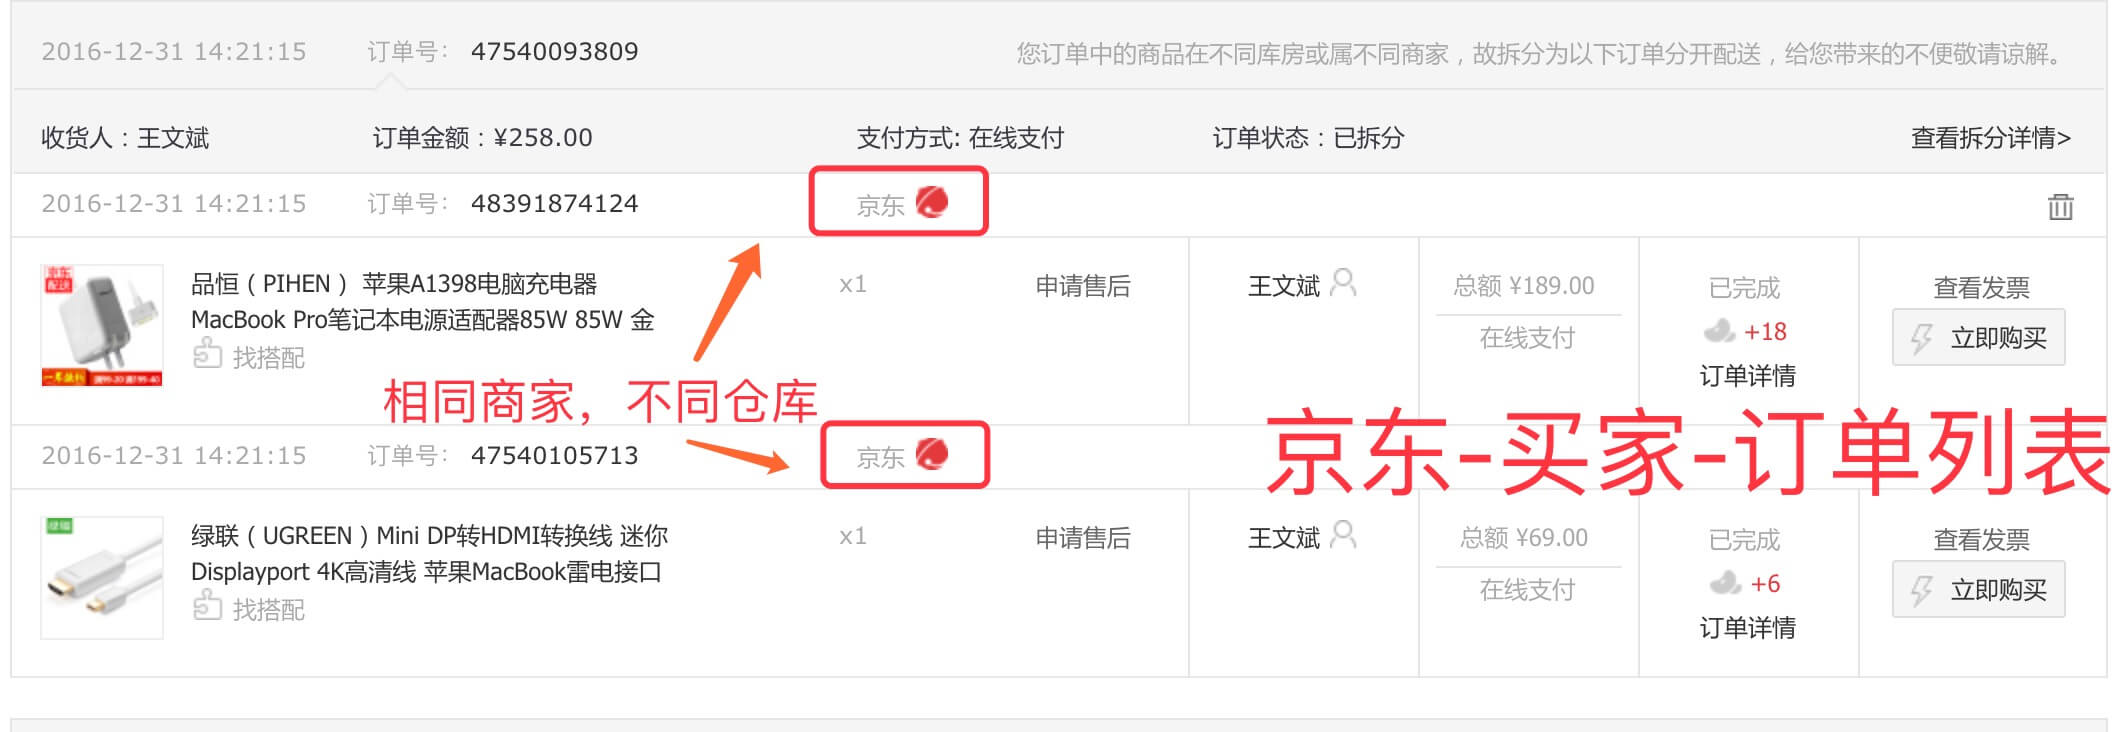 2016-12-31 14:21:15 订单号： 47540093809 您订单中的商品在不同库房或属不同商家，故拆分为以下订单分开配送，给您带来的不便敬请谅解。
收货人：王文斌 订单金额：¥258.00 支付方式: 在线支付 订单状态：已拆分 查看拆分详情>
2016-12-31 14:21:15 订单号： 48391874124 京东
京东
配送
品恒（PIHEN） 苹果A1398电脑充电器 x1 申请售后 王文斌 总额 ¥189.00 已完成 查看发票
MacBook Pro笔记本电源适配器85W 85W 金 在线支付 +18 立即购买
找搭配 订单详情
相同商家，不同仓库
京东-买家-订单列表
2016-12-31 14:21:15 订单号： 47540105713 京东
绿联
绿联（UGREEN）Mini DP转HDMI转换线 迷你 x1 申请售后 王文斌 总额 ¥69.00 已完成 查看发票
Displayport 4K高清线 苹果MacBook雷电接口 在线支付 +6 立即购买
找搭配 订单详情